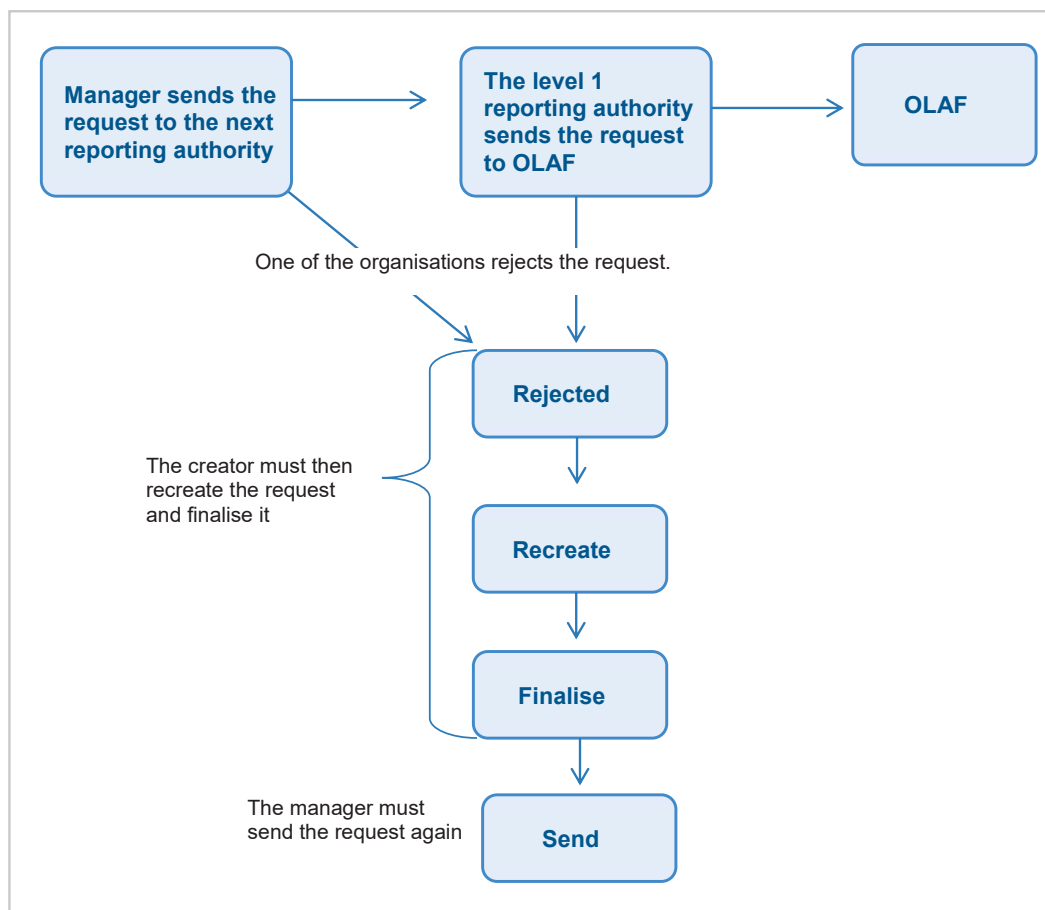 Manager sends the
request to the next
reporting authority
The level 1
reporting authority
sends the request
to OLAF
OLAF
One of the organisations rejects the request.
Rejected
The creator must then
recreate the request
and finalise it
Recreate
Finalise
The manager must
send the request again
Send